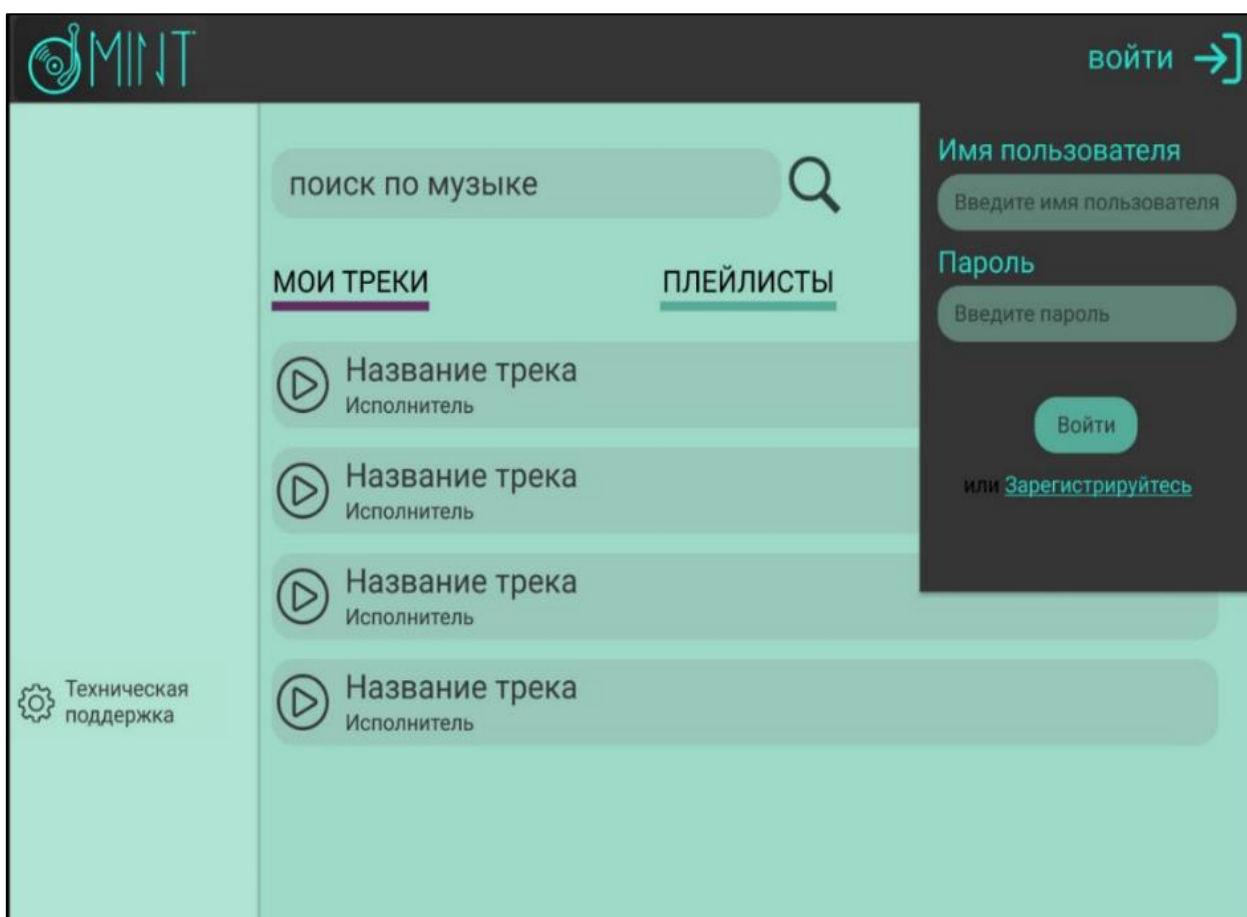 MINT
войти
поиск по музыке
МОИ ТРЕКИ
ПЛЕЙЛИСТЫ
Название трека
Исполнитель
Название трека
Исполнитель
Название трека
Исполнитель
Название трека
Исполнитель
Техническая
поддержка
Имя пользователя
Введите имя пользователя
Пароль
Введите пароль
Войти
или Зарегистрируйтесь